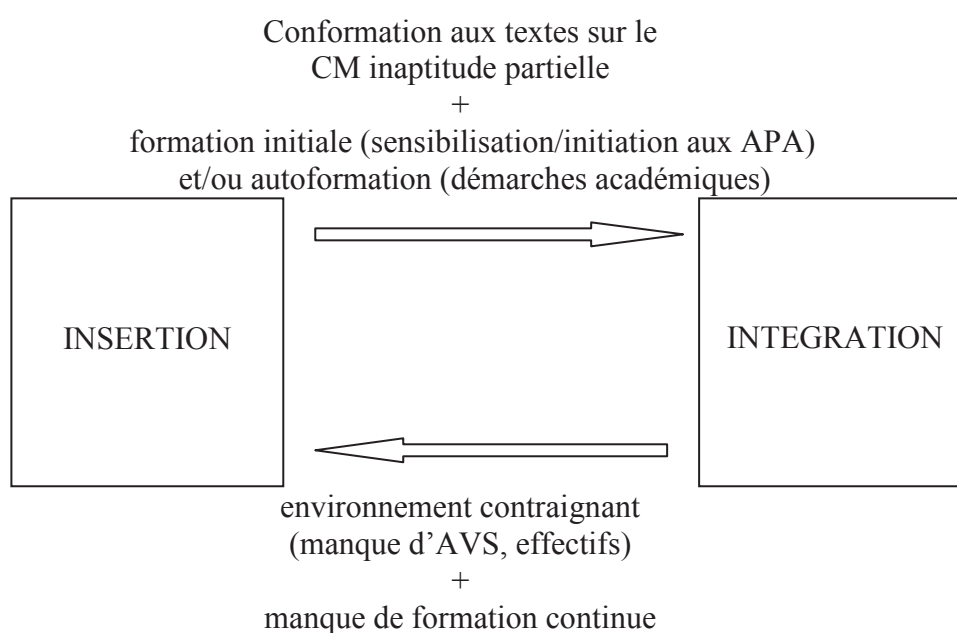 Conformation aux textes sur le
CM inaptitude partielle
+
formation initiale (sensibilisation/initiation aux APA)
et/ou autoformation (démarches académiques)
INSERTION
INTEGRATION
environnement contraignant
(manque d’AVS, effectifs)
+
manque de formation continue